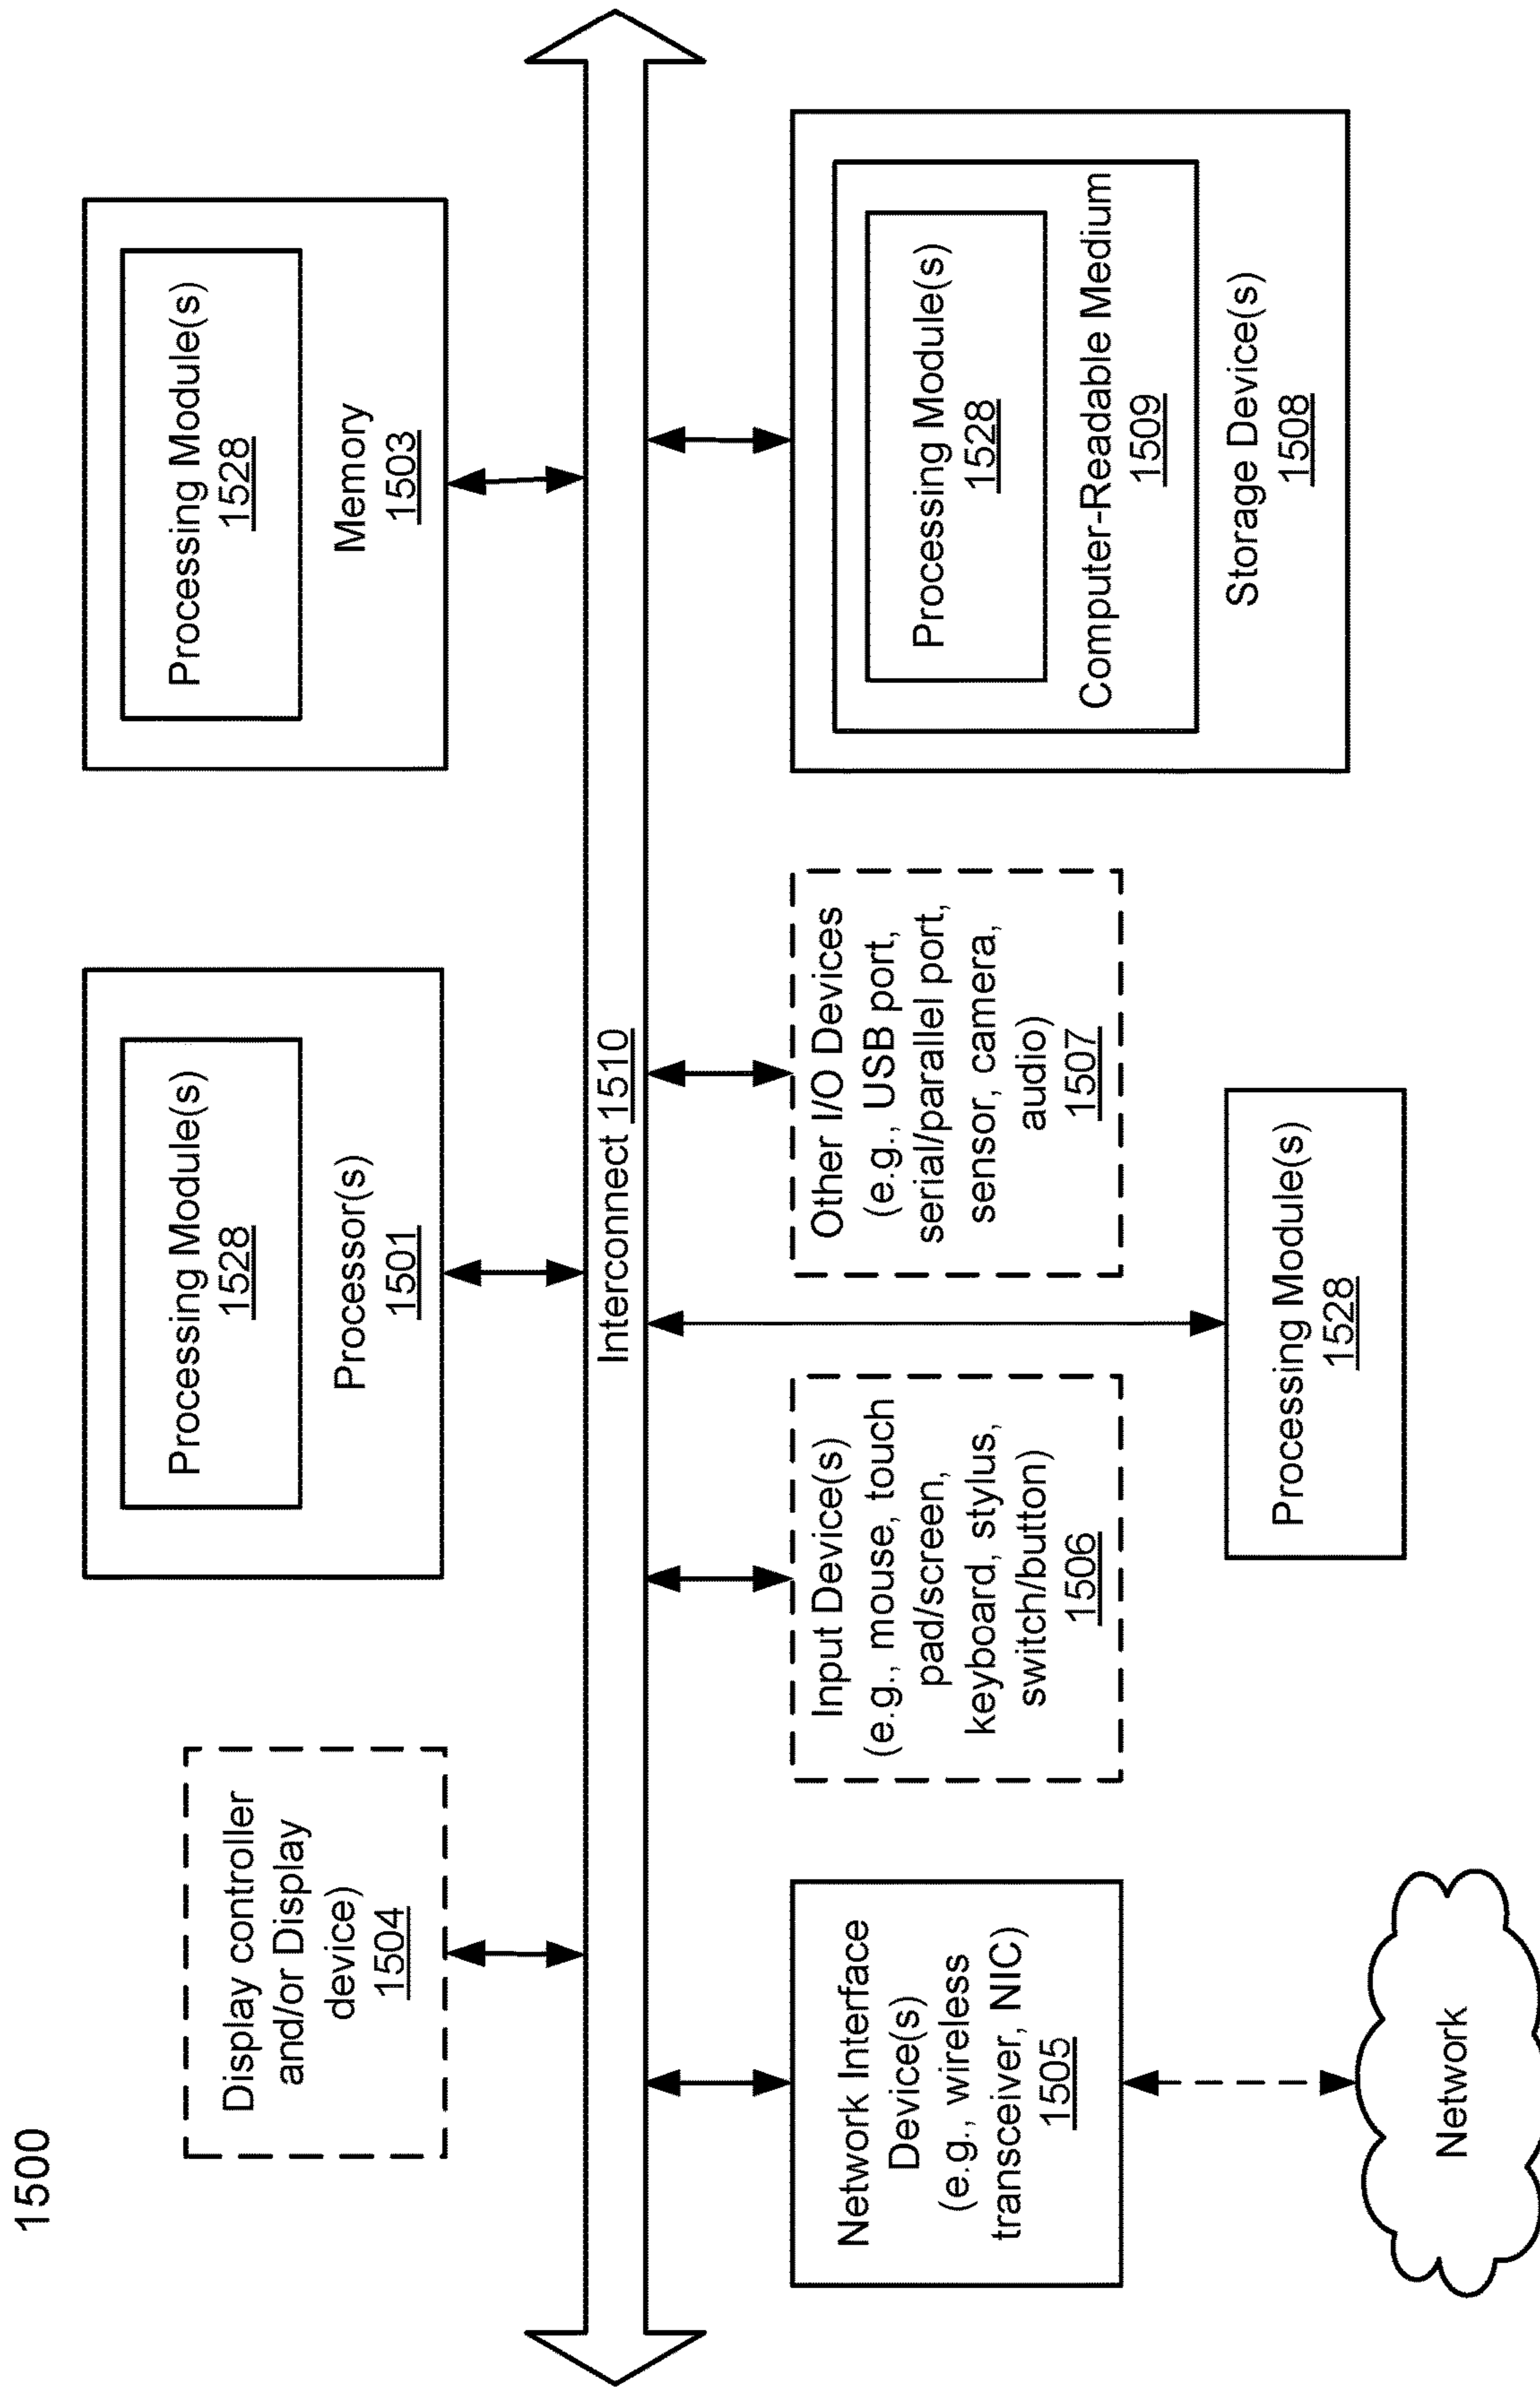 1500
Display controller
and/or Display
device)
1504
Processing Module(s)
1528
Processor(s)
1501
Processing Module(s)
1528
Memory
1503
Interconnect 1510
Network Interface
Device(s)
(e.g., wireless
transceiver, NIC)
1505
Input Device(s)
(e.g., mouse, touch
pad/screen,
keyboard, stylus,
switch/button)
1506
Other I/O Devices
(e.g., USB port,
serial/parallel port,
sensor, camera,
audio)
1507
Processing Module(s)
1528
Computer-Readable Medium
1509
Storage Device(s)
1508
Processing Module(s)
1528
Network